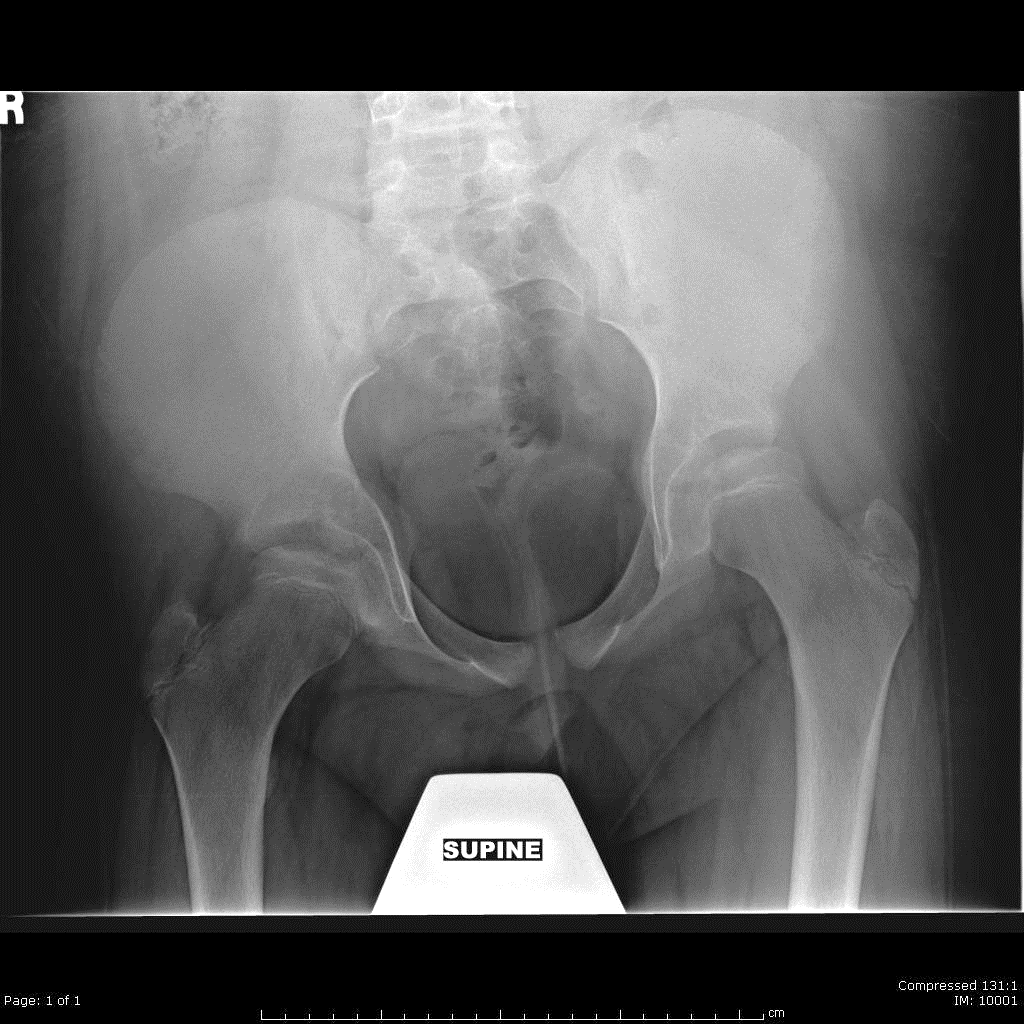 R
SUPINE
Compressed 131:1
Page: 1 of 1
IM: 10001
cm